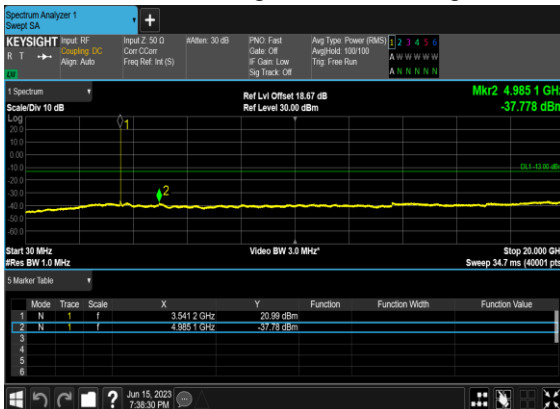 Spectrum Analyzer 1
Swept SA
+
KEYSIGHT Input: RF Input Z: 50 Ω #Atten: 30 dB PNO: Fast Avg Type: Power (RMS) 1 2 3 4 5 6
R T Coupling: DC Corr CCorr Gate: Off Avg|Hold: 100/100 A W W W W W
Align: Auto Freq Ref: Int (S) IF Gain: Low Trig: Free Run
Sig Track: Off A N N N N N
1 Spectrum Ref Lvl Offset 18.67 dB Mkr2 4.985 1 GHz
Scale/Div 10 dB Ref Level 30.00 dBm -37.778 dBm
Log
20.0
10.0
0.00
-10.0
DL1 -13.00 dBm
-20.0
-30.0
-40.0
-50.0
-60.0
1
2
Start 30 MHz Video BW 3.0 MHz* Stop 20.000 GH
#Res BW 1.0 MHz Sweep 34.7 ms (40001 pts
5 Marker Table
Mode Trace Scale X Y Function Function Width Function Value
1 N 1 f 3.541 2 GHz 20.99 dBm
2 N 1 f 4.985 1 GHz -37.78 dBm
3
4
5
6
? Jun 15, 2023
7:38:30 PM